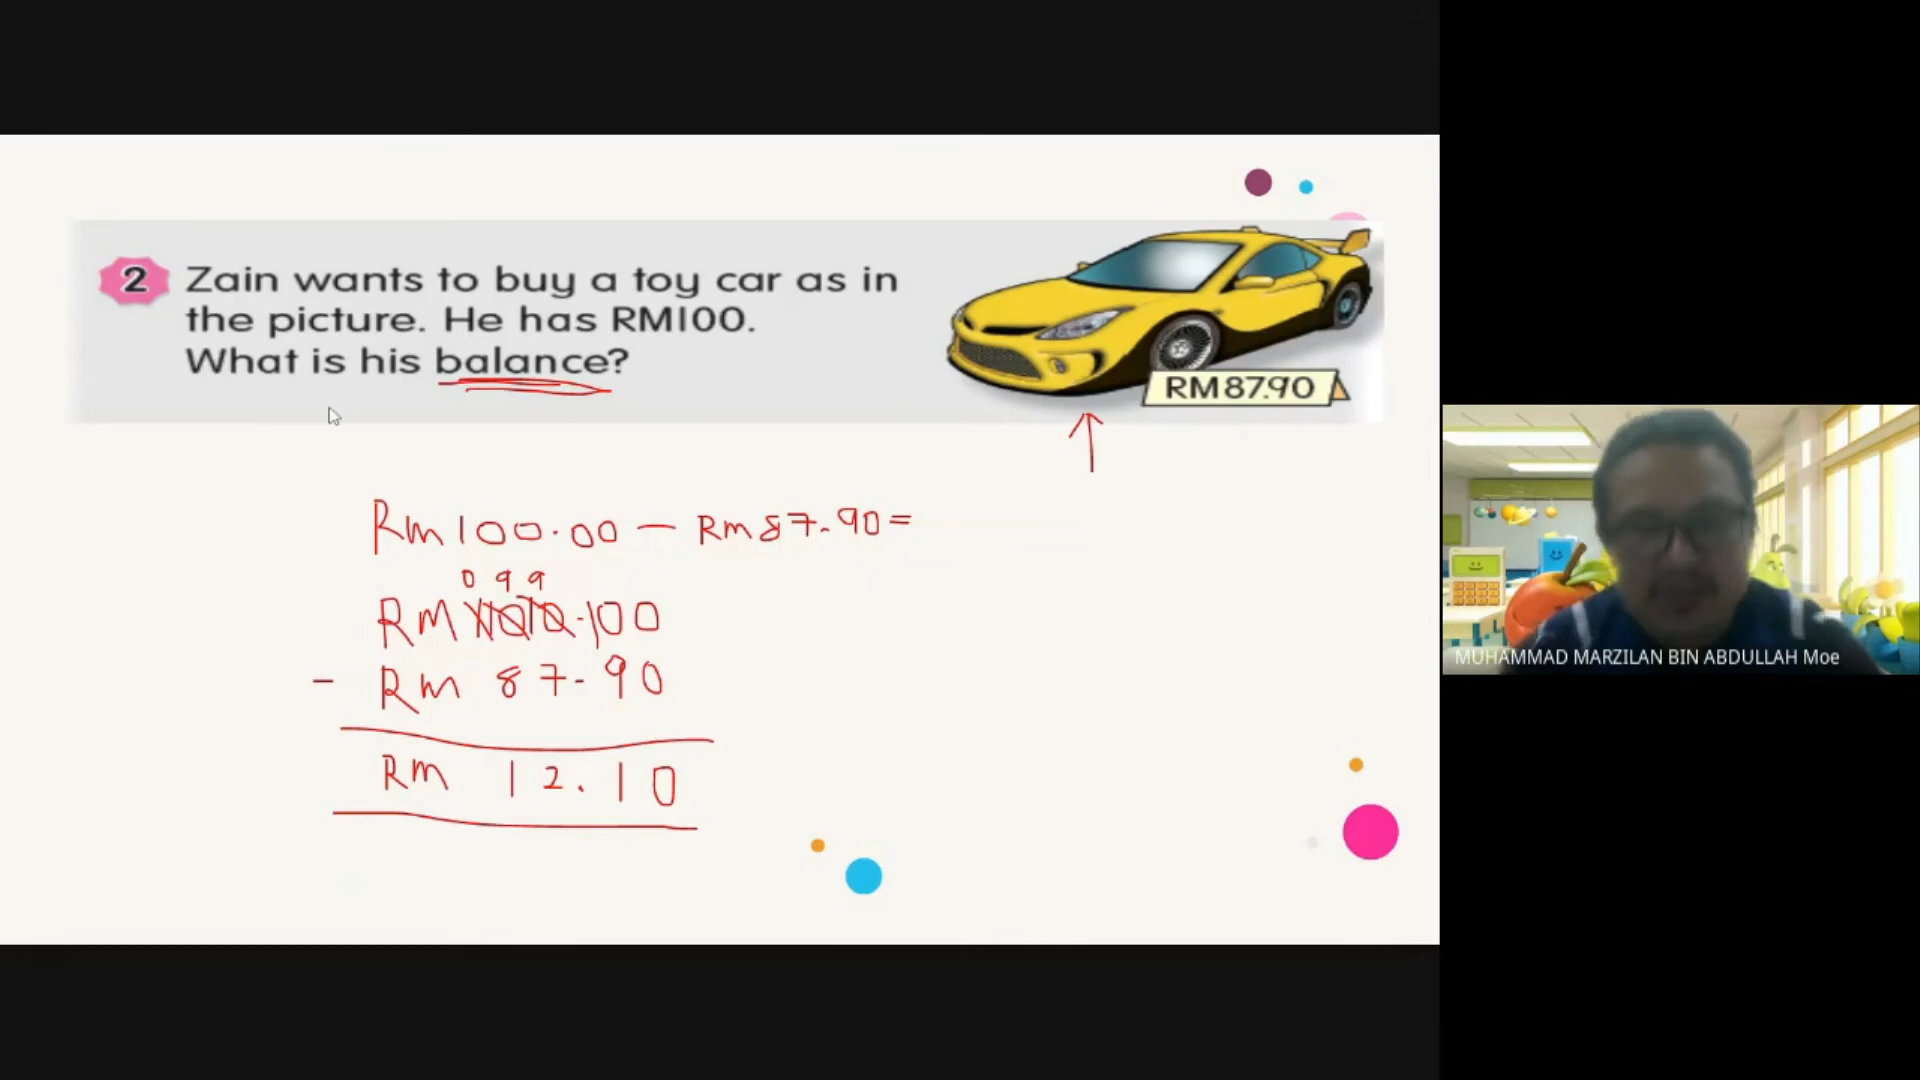 2 Zain wants to buy a toy car as in
the picture. He has RM100.
What is his balance?
RM87.90
Rm100.00 - Rm87.90=
0 9 9
RM 100.100
- Rm 87.90
Rm 12.10
MUHAMMAD MARZILAN BIN ABDULLAH Moe